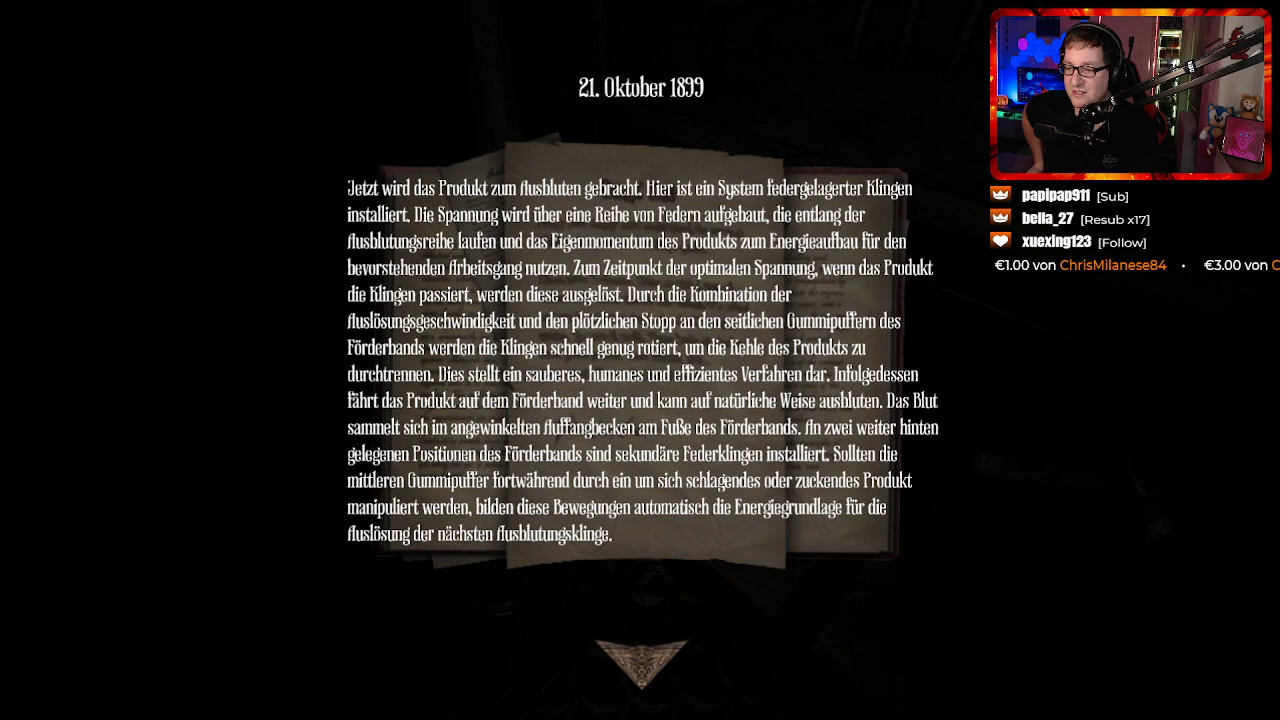 21. Oktober 1899
Jetzt wird das Produkt zum Ausbluten gebracht. Hier ist ein System federgelagerter Klingen
installiert. Die Spannung wird über eine Reihe von Federn aufgebaut, die entlang der
Ausblutungsreihe laufen und das Eigenmomentum des Produkts zum Energieaufbau für den
bevorstehenden Arbeitsgang nutzen. Zum Zeitpunkt der optimalen Spannung, wenn das Produkt
die Klingen passiert, werden diese ausgelöst. Durch die Kombination der
Auslösungsgeschwindigkeit und den plötzlichen Stopp an den seitlichen Gummipuffern des
Förderbands werden die Klingen schnell genug rotiert, um die Kehle des Produkts zu
durchtrennen. Dies stellt ein sauberes, humanes und effizientes Verfahren dar. Infolgedessen
fährt das Produkt auf dem Förderband weiter und kann auf natürliche Weise ausbluten. Das Blut
sammelt sich im angewinkelten Auffangbecken am Fuße des Förderbands. An zwei weiter hinten
gelegenen Positionen des Förderbands sind sekundäre Federklingen installiert. Sollten die
mittleren Gummipuffer fortwährend durch ein um sich schlagendes oder zuckendes Produkt
manipuliert werden, bilden diese Bewegungen automatisch die Energiegrundlage für die
Auslösung der nächsten Ausblutungsklinge.
papipap911 [Sub]
bella_27 [Resub x17]
xuexing123 [Follow]
€1.00 von ChrisMilanese84 • €3.00 von C